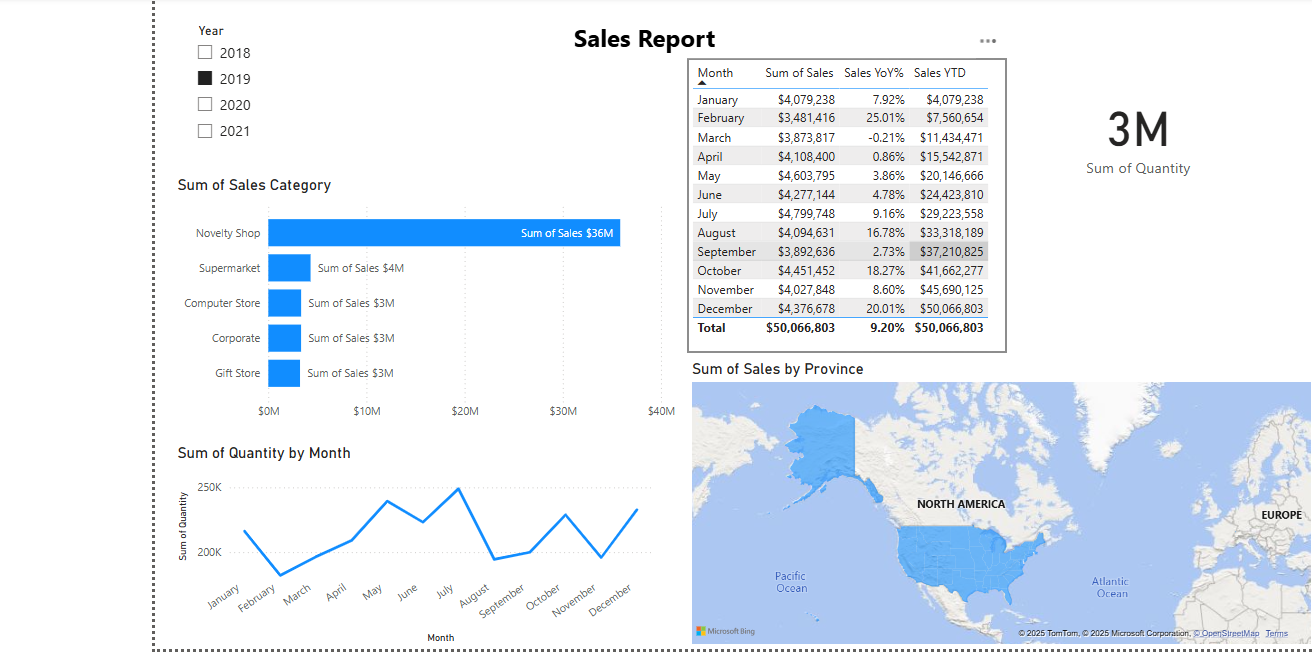 Sales Report
Year
2018
2019
2020
2021
Sum of Sales Category
Novelty Shop Sum of Sales $36M
Supermarket Sum of Sales $4M
Computer Store Sum of Sales $3M
Corporate Sum of Sales $3M
Gift Store Sum of Sales $3M
$0M $10M $20M $30M $40M
Sum of Quantity by Month
Sum of Quantity
250K
200K
January February March April May June July August September October November December
Month
Month Sum of Sales Sales YoY% Sales YTD
January $4,079,238 7.92% $4,079,238
February $3,481,416 25.01% $7,560,654
March $3,873,817 -0.21% $11,434,471
April $4,108,400 0.86% $15,542,871
May $4,603,795 3.86% $20,146,666
June $4,277,144 4.78% $24,423,810
July $4,799,748 9.16% $29,223,558
August $4,094,631 16.78% $33,318,189
September $3,892,636 2.73% $37,210,825
October $4,451,452 18.27% $41,662,277
November $4,027,848 8.60% $45,690,125
December $4,376,678 20.01% $50,066,803
Total $50,066,803 9.20% $50,066,803
3M
Sum of Quantity
Sum of Sales by Province
NORTH AMERICA
EUROPE
Pacific
Ocean
Atlantic
Ocean
Microsoft Bing
© 2025 TomTom, © 2025 Microsoft Corporation, © OpenStreetMap Terms